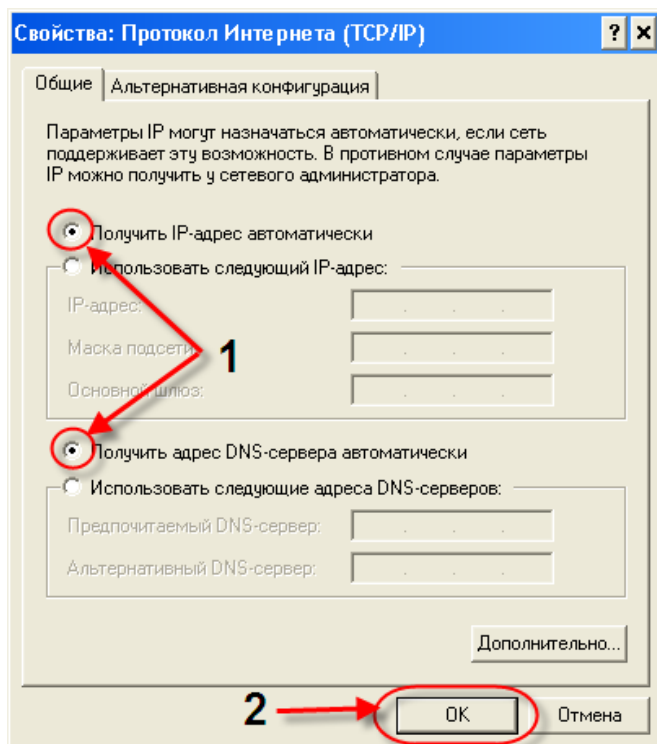 Свойства: Протокол Интернета (TCP/IP)
Общие
Альтернативная конфигурация
Параметры IP могут назначаться автоматически, если сеть
поддерживает эту возможность. В противном случае параметры
IP можно получить у сетевого администратора.
Получить IP-адрес автоматически
Использовать следующий IP-адрес:
IP-адрес:
Маска подсети:
1
Основной шлюз:
Получить адрес DNS-сервера автоматически
Использовать следующие адреса DNS-серверов:
Предпочитаемый DNS-сервер:
Альтернативный DNS-сервер:
Дополнительно...
2
OK
Отмена